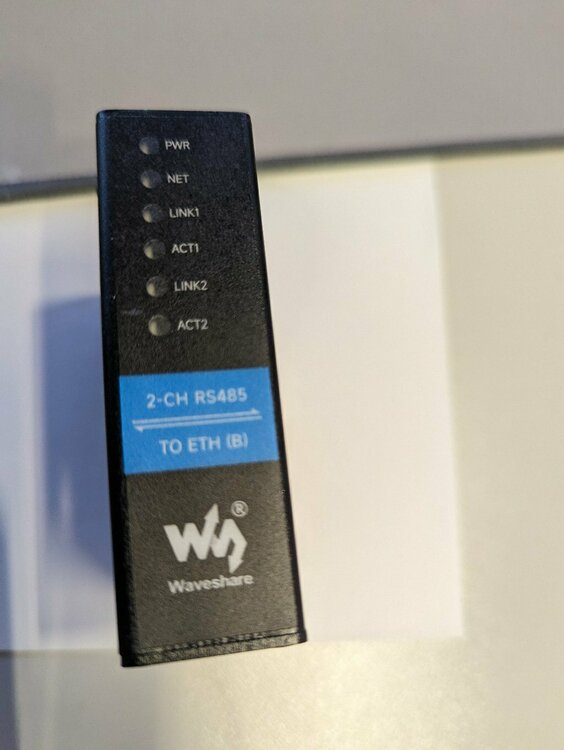 PWR
NET
LINK1
ACT1
LINK2
ACT2
2-CH RS485
TO ETH (B)
®
Waveshare